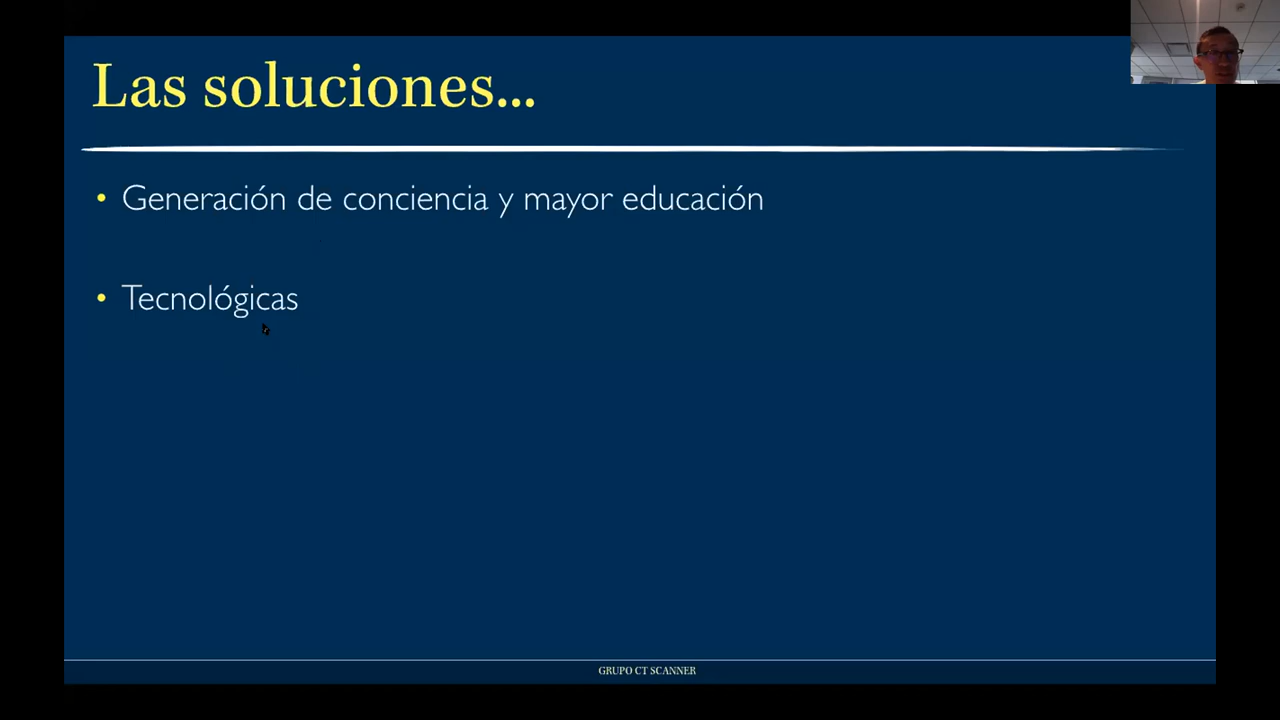 Las soluciones...
• Generación de conciencia y mayor educación
• Tecnológicas
GRUPO CT SCANNER